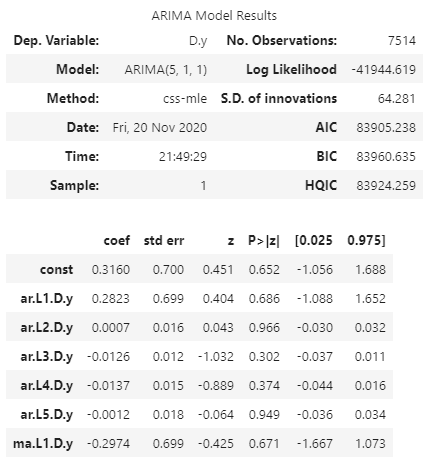 ARIMA Model Results
Dep. Variable: D.y No. Observations: 7514
Model: ARIMA(5, 1, 1) Log Likelihood -41944.619
Method: css-mle S.D. of innovations 64.281
Date: Fri, 20 Nov 2020 AIC 83905.238
Time: 21:49:29 BIC 83960.635
Sample: 1 HQIC 83924.259
coef std err z P>|z| [0.025 0.975]
const 0.3160 0.700 0.451 0.652 -1.056 1.688
ar.L1.D.y 0.2823 0.699 0.404 0.686 -1.088 1.652
ar.L2.D.y 0.0007 0.016 0.043 0.966 -0.030 0.032
ar.L3.D.y -0.0126 0.012 -1.032 0.302 -0.037 0.011
ar.L4.D.y -0.0137 0.015 -0.889 0.374 -0.044 0.016
ar.L5.D.y -0.0012 0.018 -0.064 0.949 -0.036 0.034
ma.L1.D.y -0.2974 0.699 -0.425 0.671 -1.667 1.073